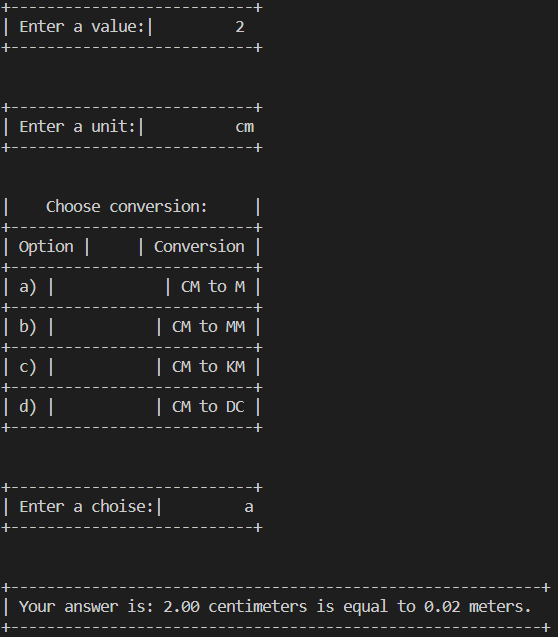 +---------------------------+
| Enter a value:|         2
+---------------------------+
+---------------------------+
| Enter a unit:|          cm
+---------------------------+
|    Choose conversion:     |
+---------------------------+
| Option |     | Conversion |
+---------------------------+
| a) |            | CM to M |
+---------------------------+
| b) |           | CM to MM |
+---------------------------+
| c) |           | CM to KM |
+---------------------------+
| d) |           | CM to DC |
+---------------------------+
+---------------------------+
| Enter a choise:|         a
+---------------------------+
+-----------------------------------------------------------+
| Your answer is: 2.00 centimeters is equal to 0.02 meters.
+-----------------------------------------------------------+